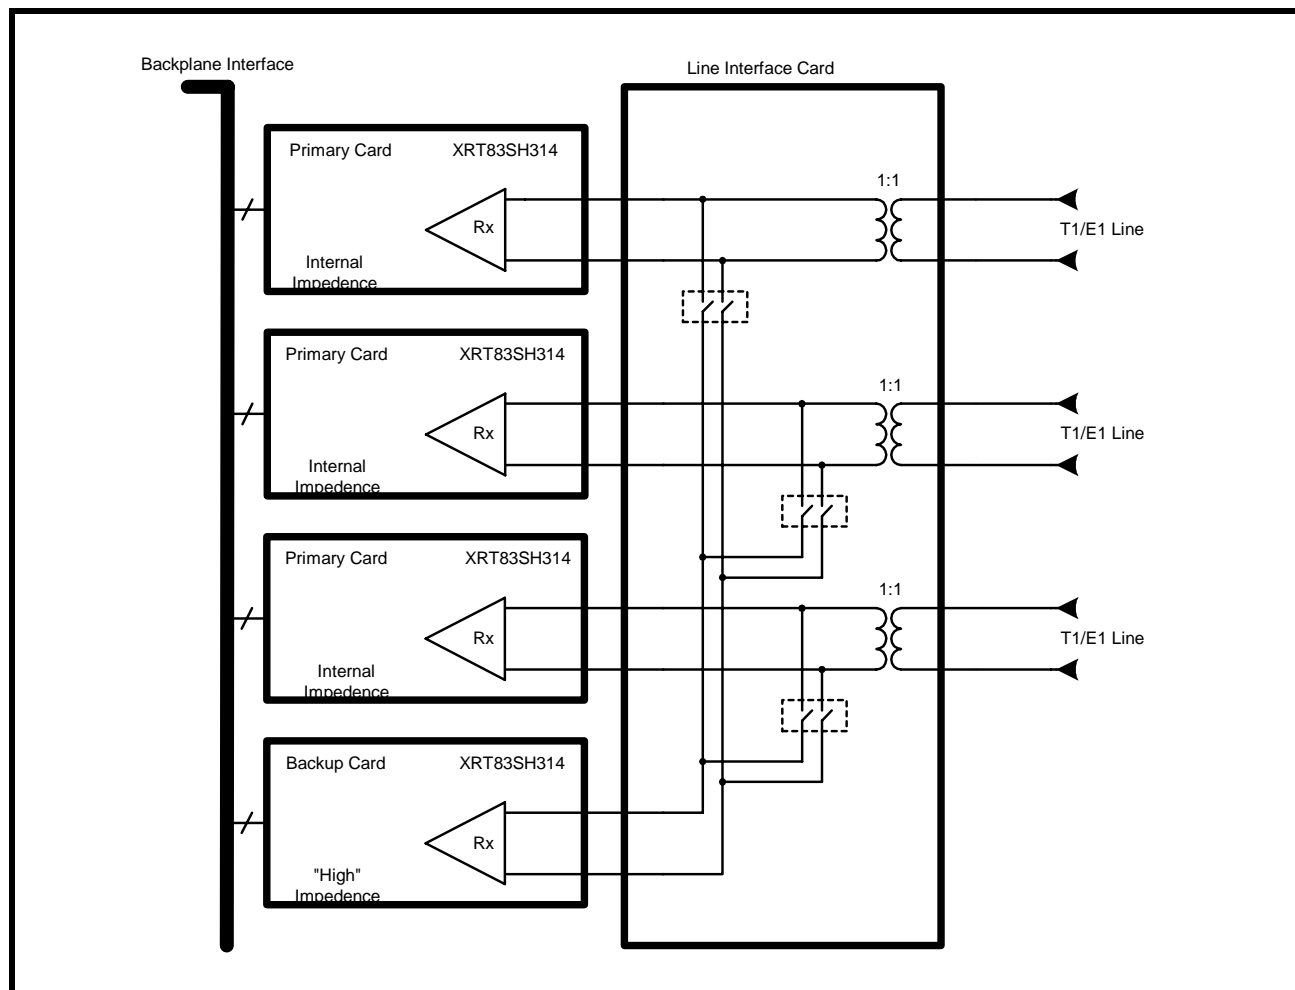 Backplane Interface
Line Interface Card
Primary Card XRT83SH314
1:1
Rx
T1/E1 Line
Internal
Impedence
Primary Card XRT83SH314
1:1
Rx
T1/E1 Line
Internal
Impedence
Primary Card XRT83SH314
1:1
Rx
T1/E1 Line
Internal
Impedence
Backup Card XRT83SH314
Rx
"High"
Impedence